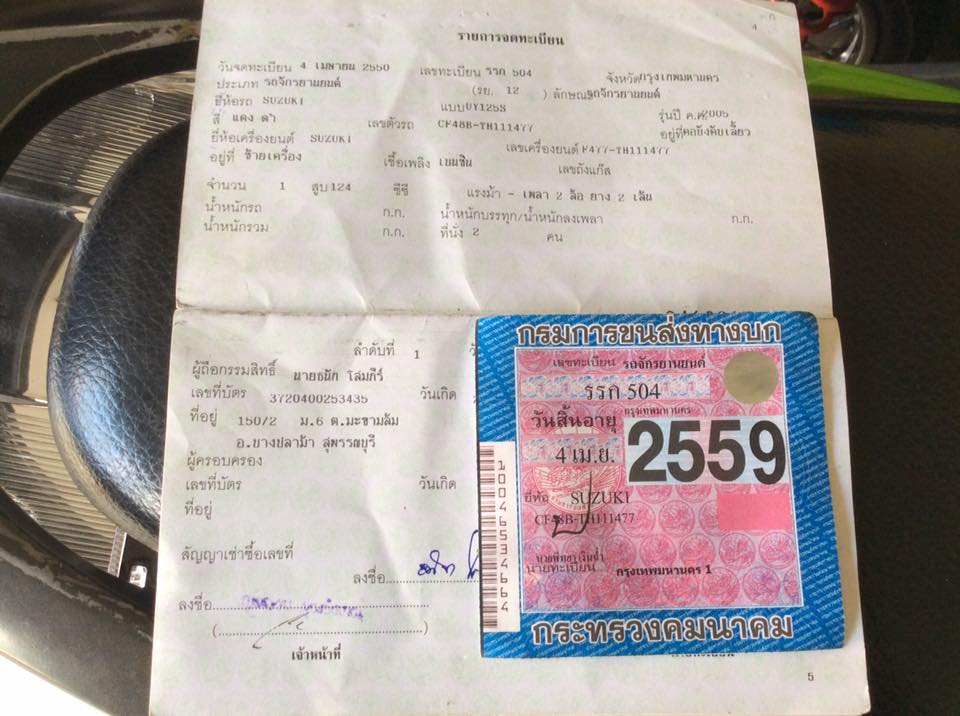 4
รายการจดทะเบียน
วันจดทะเบียน 4 เมษายน 2550 เลขทะเบียน รรก 504 จังหวัดกรุงเทพมหานคร
ประเภท รถจักรยานยนต์ (รย. 12 ) ลักษณะรถจักรยานยนต์
ยี่ห้อรถ SUZUKI แบบUY125S รุ่นปี ค.ศ.2005
สี แดง ดำ เลขตัวรถ CF48B-TH111477 อยู่ที่คอบังคับเลี้ยว
ยี่ห้อเครื่องยนต์ SUZUKI เลขเครื่องยนต์ F477-TH111477
อยู่ที่ ซ้ายเครื่อง เชื้อเพลิง เบนซิน เลขถังแก๊ส
จำนวน 1 สูบ 124 ซีซี แรงม้า - เพลา 2 ล้อ ยาง 2 เส้น
น้ำหนักรถ ก.ก. น้ำหนักบรรทุก/น้ำหนักลงเพลา ก.ก.
น้ำหนักรวม ก.ก. ที่นั่ง 2 คน
ลำดับที่ 1
ผู้ถือกรรมสิทธิ์ นายธนัก โสมภีร์
เลขที่บัตร 3720400253435 วันเกิด
ที่อยู่ 150/2 ม.6 ต.มะขามล้ม
อ.บางปลาม้า สุพรรณบุรี
ผู้ครอบครอง
เลขที่บัตร วันเกิด
ที่อยู่
สัญญาเช่าซื้อเลขที่
ลงชื่อ
ลงชื่อ
เจ้าหน้าที่
กรมการขนส่งทางบก
เลขทะเบียน รถจักรยานยนต์
รรก 504
กรุงเทพมหานคร
วันสิ้นอายุ
4 เม.ย. 2559
ยี่ห้อ SUZUKI
CF48B-TH111477
นายทะเบียน กรุงเทพมหานคร 1
1004653464664
กระทรวงคมนาคม
5